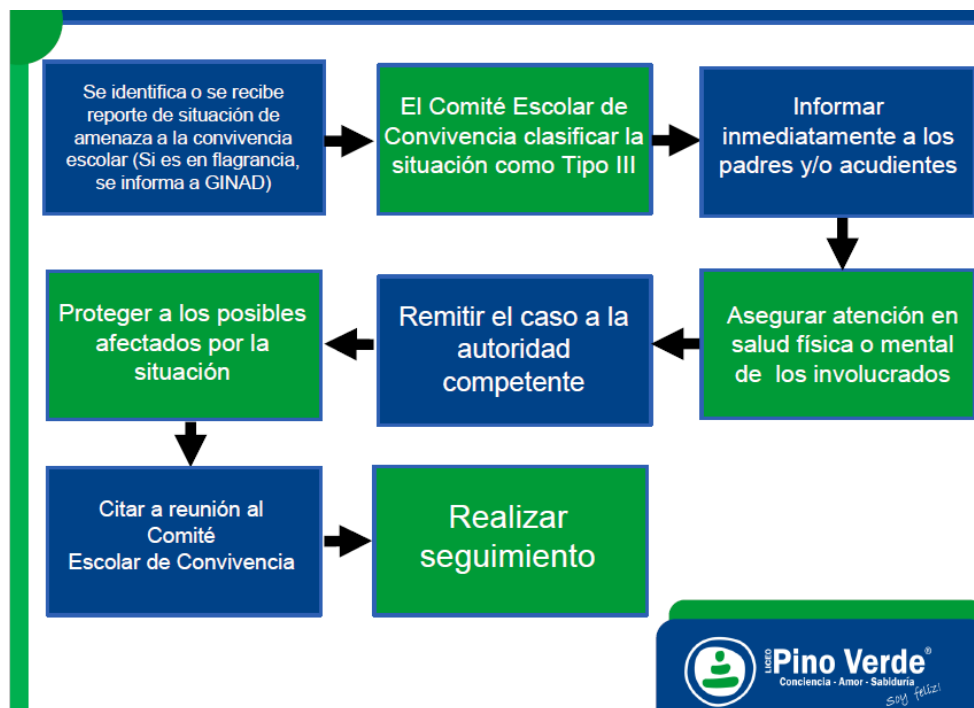 Se identifica o se recibe
reporte de situación de
amenaza a la convivencia
escolar (Si es en flagrancia,
se informa a GINAD)
El Comité Escolar de
Convivencia clasificar la
situación como Tipo III
Informar
inmediatamente a los
padres y/o acudientes
Asegurar atención en
salud física o mental
de los involucrados
Remitir el caso a la
autoridad
competente
Proteger a los posibles
afectados por la
situación
Citar a reunión al
Comité
Escolar de Convivencia
Realizar
seguimiento
LICEO
Pino Verde®
Conciencia - Amor - Sabiduría
soy feliz!